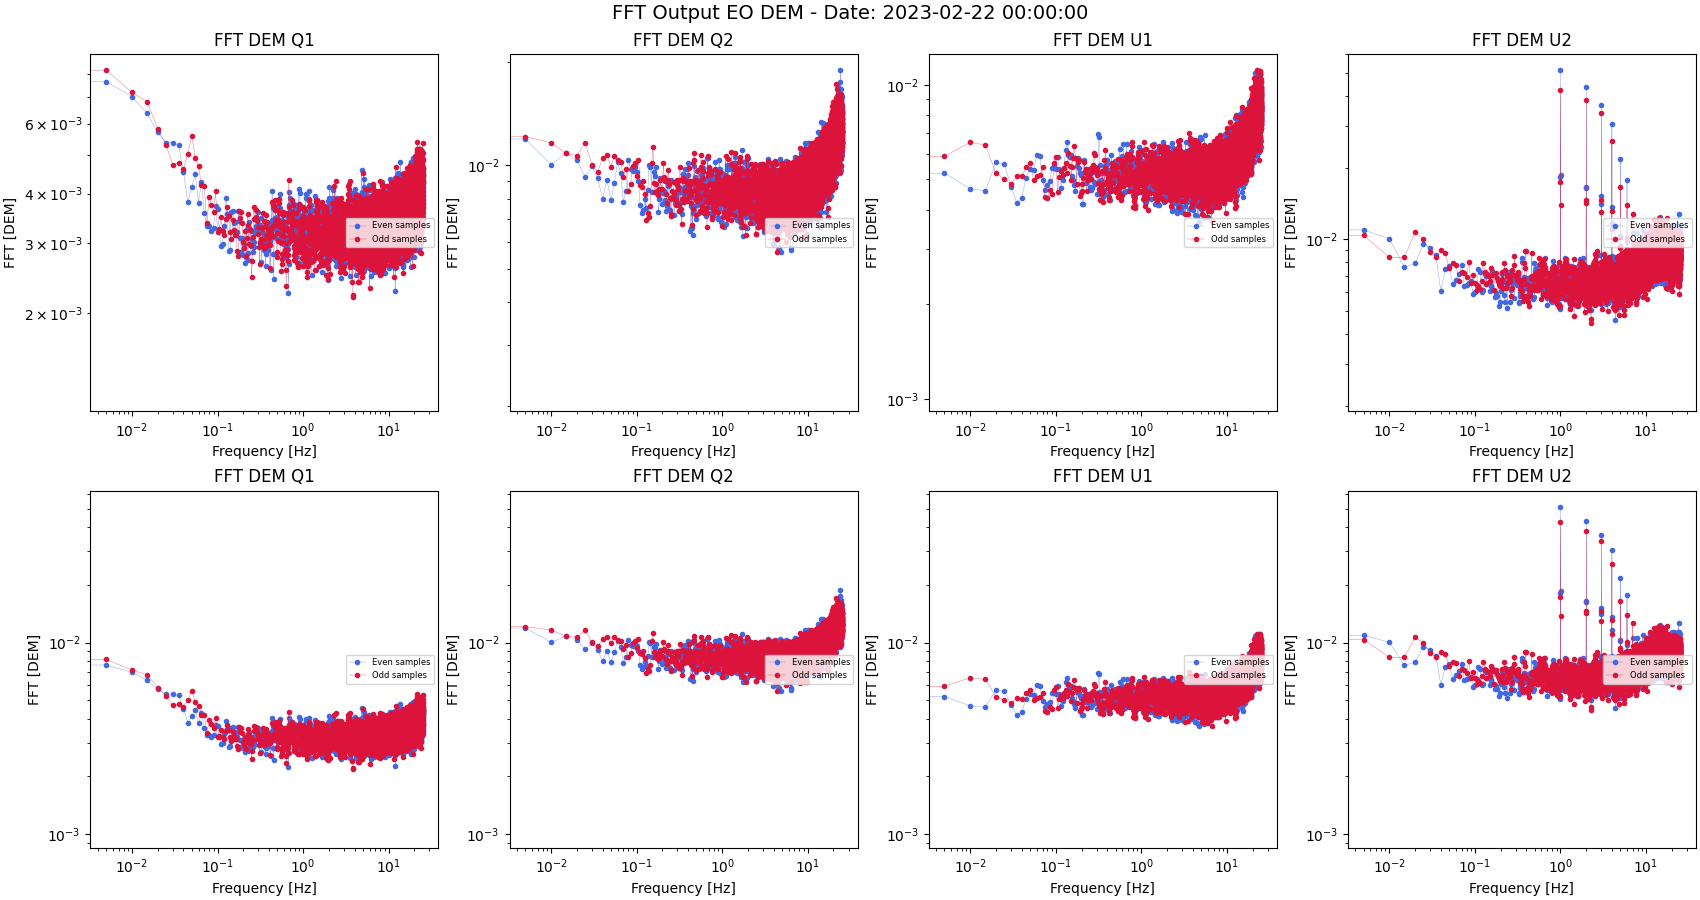 FFT Output EO DEM - Date: 2023-02-22 00:00:00
FFT DEM Q1
FFT [DEM]
6 × 10⁻³
4 × 10⁻³
3 × 10⁻³
2 × 10⁻³
Even samples
Odd samples
10⁻² 10⁻¹ 10⁰ 10¹
Frequency [Hz]
FFT DEM Q2
FFT [DEM]
10⁻²
Even samples
Odd samples
10⁻² 10⁻¹ 10⁰ 10¹
Frequency [Hz]
FFT DEM U1
FFT [DEM]
10⁻²
10⁻³
Even samples
Odd samples
10⁻² 10⁻¹ 10⁰ 10¹
Frequency [Hz]
FFT DEM U2
FFT [DEM]
10⁻²
Even samples
Odd samples
10⁻² 10⁻¹ 10⁰ 10¹
Frequency [Hz]
FFT DEM Q1
FFT [DEM]
10⁻²
10⁻³
Even samples
Odd samples
10⁻² 10⁻¹ 10⁰ 10¹
Frequency [Hz]
FFT DEM Q2
FFT [DEM]
10⁻²
10⁻³
Even samples
Odd samples
10⁻² 10⁻¹ 10⁰ 10¹
Frequency [Hz]
FFT DEM U1
FFT [DEM]
10⁻²
10⁻³
Even samples
Odd samples
10⁻² 10⁻¹ 10⁰ 10¹
Frequency [Hz]
FFT DEM U2
FFT [DEM]
10⁻²
10⁻³
Even samples
Odd samples
10⁻² 10⁻¹ 10⁰ 10¹
Frequency [Hz]